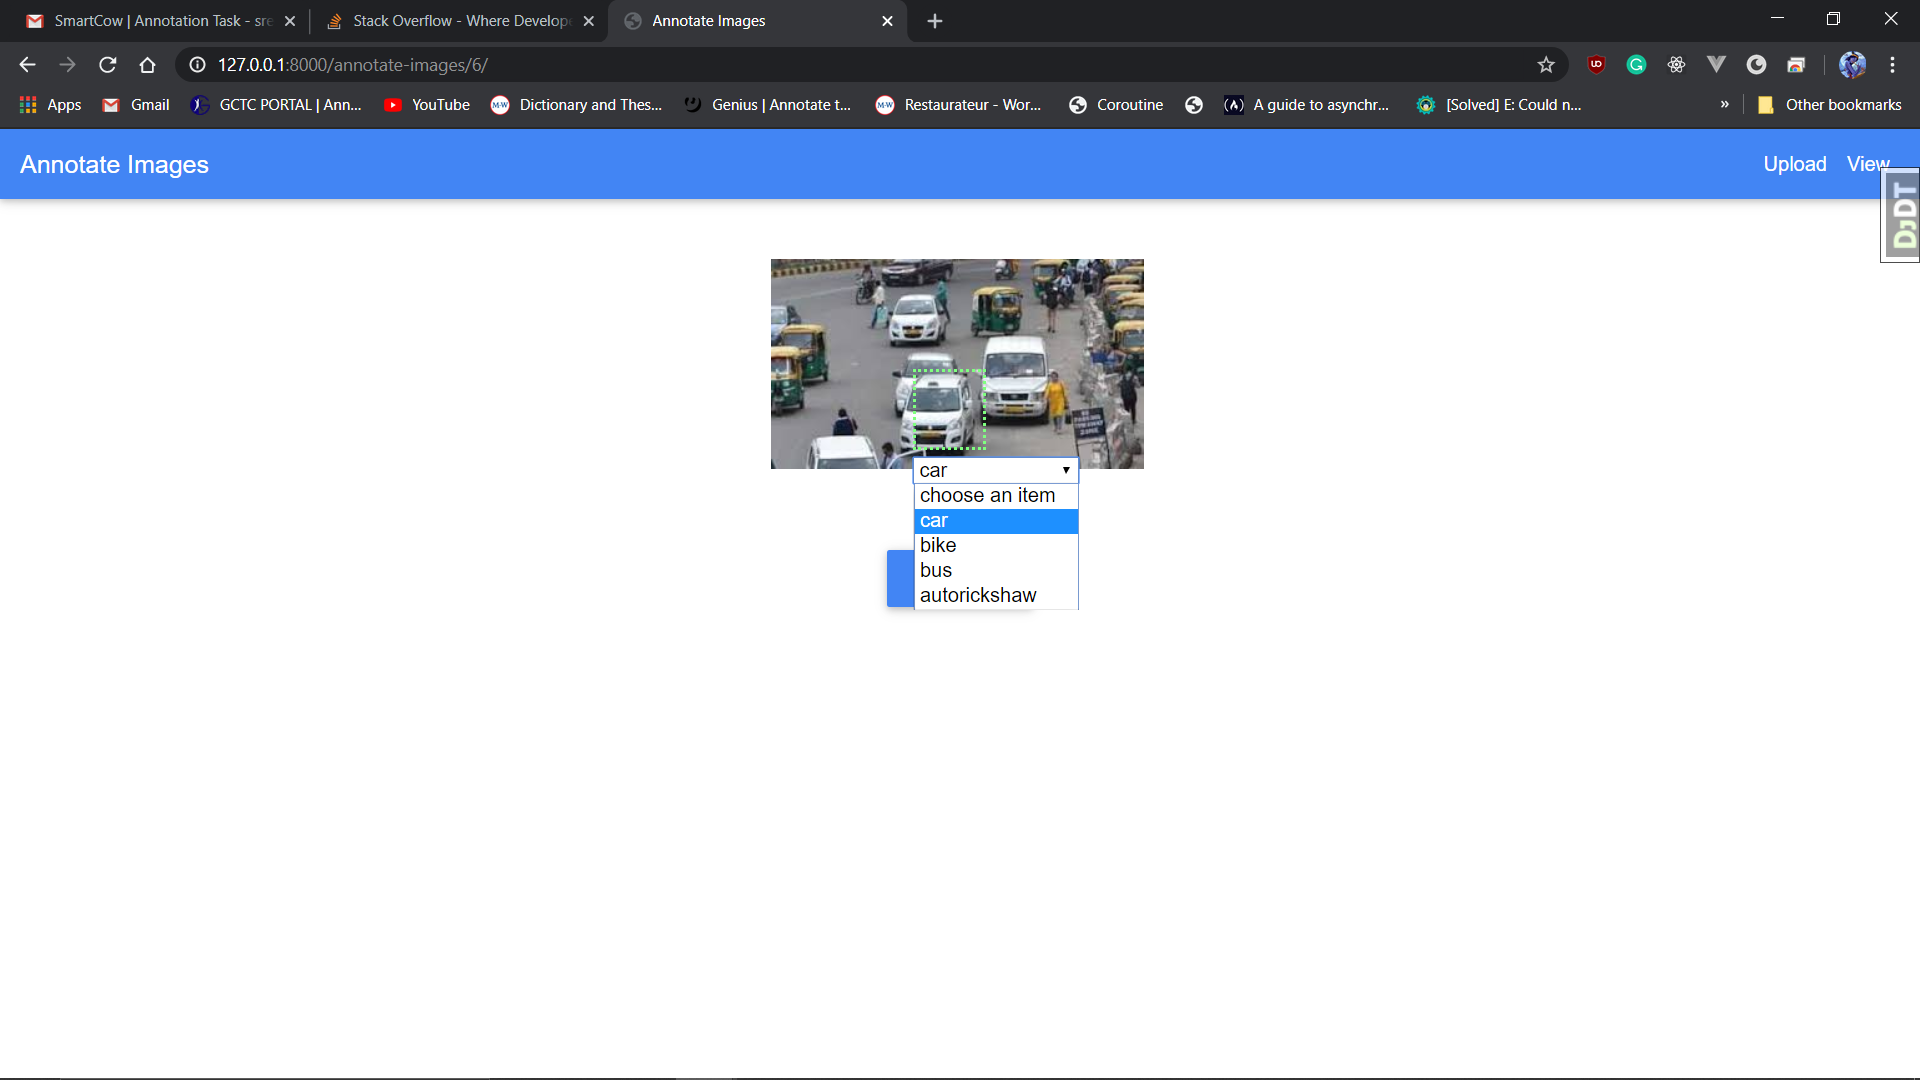 SmartCow | Annotation Task - sre
Stack Overflow - Where Develope
Annotate Images
127.0.0.1:8000/annotate-images/6/
Apps
Gmail
GCTC PORTAL | Ann...
YouTube
Dictionary and Thes...
Genius | Annotate t...
Restaurateur - Wor...
Coroutine
A guide to asynchr...
[Solved] E: Could n...
»
Other bookmarks
Annotate Images
Upload
View
DjDT
car
choose an item
car
bike
bus
autorickshaw